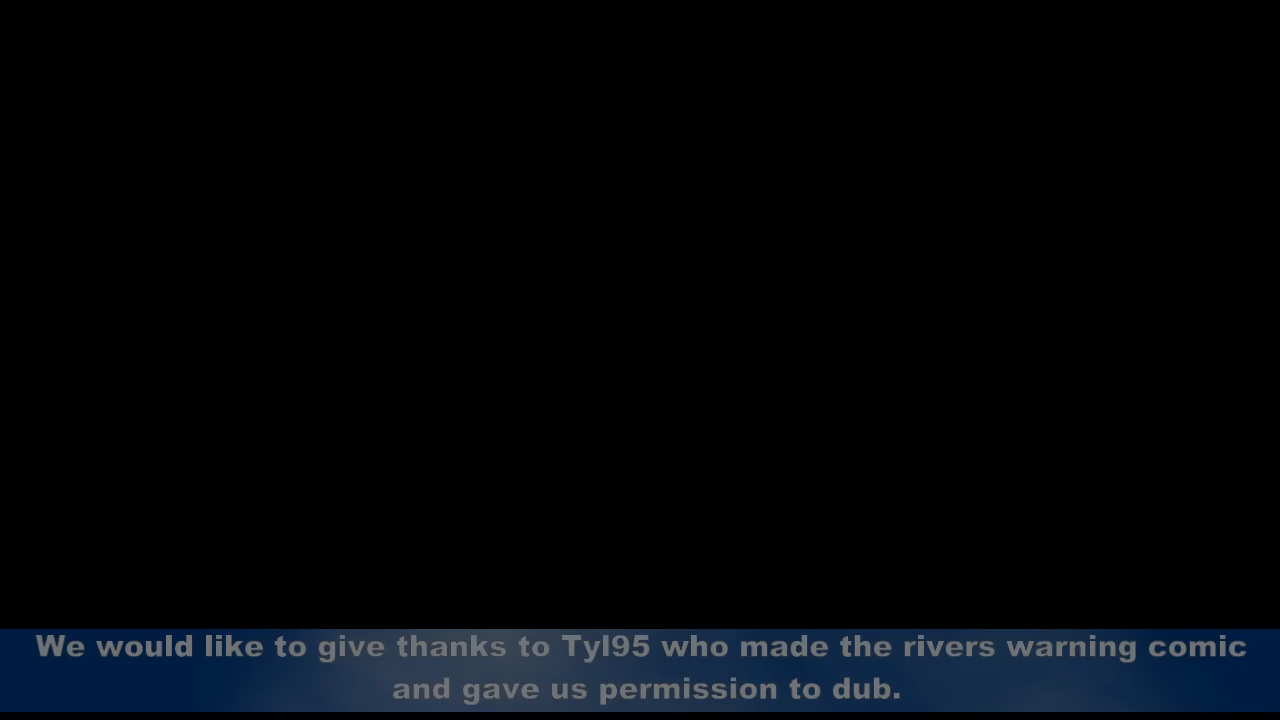 We would like to give thanks to Tyl95 who made the rivers warning comic
and gave us permission to dub.